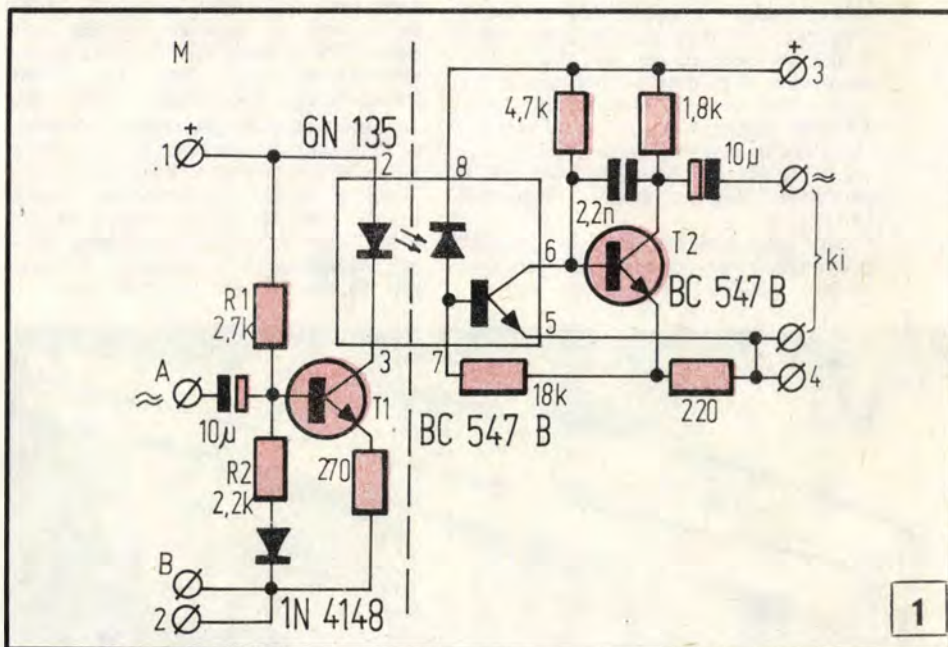 M
+
3
4,7k
1,8k
+
1
6N 135
2
8
10µ
≈
2,2n
R1
2,7k
6
T2
ki
BC 547 B
5
A
≈
3
7
18k
4
T1
BC 547 B
220
10µ
R2
2,2k
270
B
2
1N 4148
1